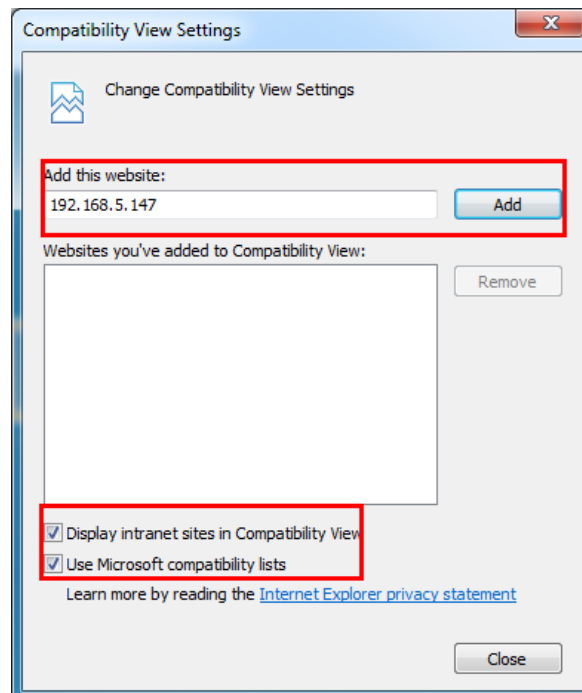 Compatibility View Settings
Change Compatibility View Settings
Add this website:
192.168.5.147
Add
Websites you've added to Compatibility View:
Remove
Display intranet sites in Compatibility View
Use Microsoft compatibility lists
Learn more by reading the Internet Explorer privacy statement
Close